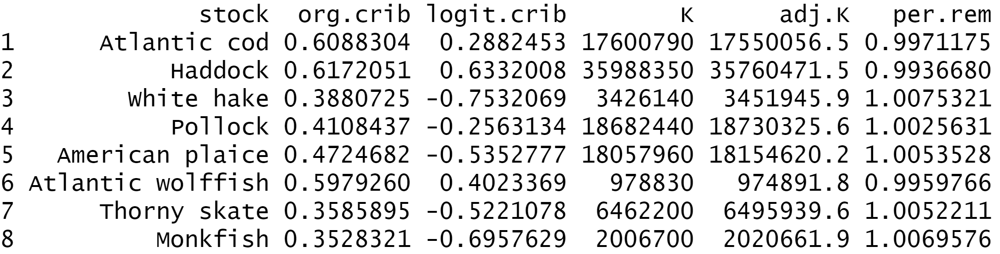 stock org.crib logit.crib K adj.K per.rem
1 Atlantic cod 0.6088304 0.2882453 17600790 17550056.5 0.9971175
2 Haddock 0.6172051 0.6332008 35988350 35760471.5 0.9936680
3 White hake 0.3880725 -0.7532069 3426140 3451945.9 1.0075321
4 Pollock 0.4108437 -0.2563134 18682440 18730325.6 1.0025631
5 American plaice 0.4724682 -0.5352777 18057960 18154620.2 1.0053528
6 Atlantic wolffish 0.5979260 0.4023369 978830 974891.8 0.9959766
7 Thorny skate 0.3585895 -0.5221078 6462200 6495939.6 1.0052211
8 Monkfish 0.3528321 -0.6957629 2006700 2020661.9 1.0069576